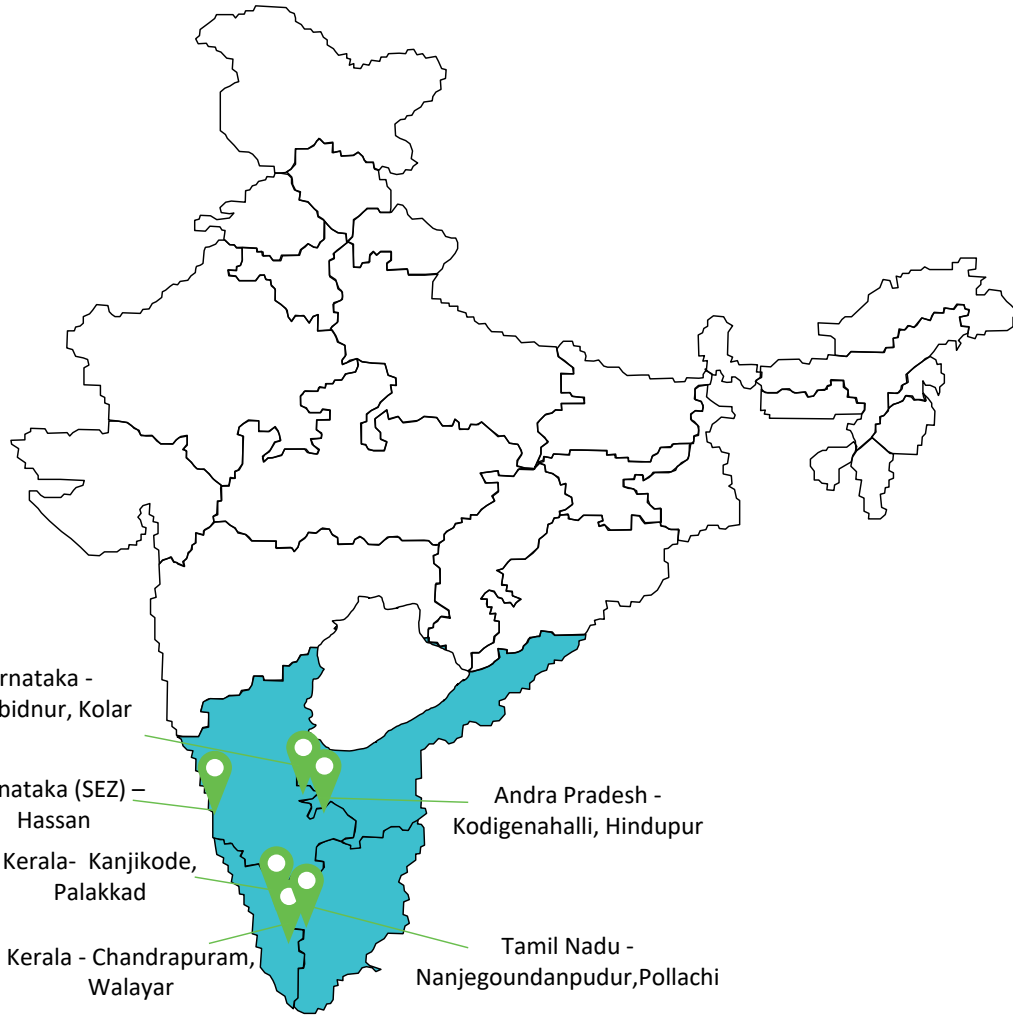 rnataka -
bidnur, Kolar
nataka (SEZ) –
Hassan
Kerala- Kanjikode,
Palakkad
Kerala - Chandrapuram,
Walayar
Andra Pradesh -
Kodigenahalli, Hindupur
Tamil Nadu -
Nanjegoundanpudur,Pollachi